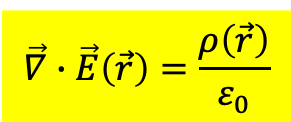 ∇⃗ · E⃗(r⃗) = ρ(r⃗) / ε₀